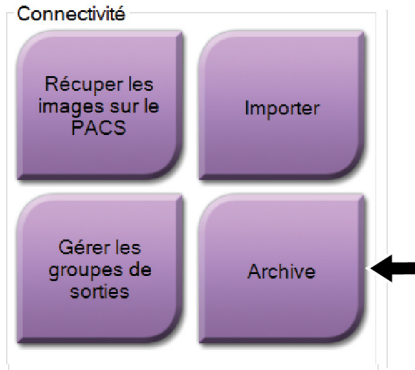 Connectivité
Récuper les
images sur le
PACS
Importer
Gérer les
groupes de
sorties
Archive